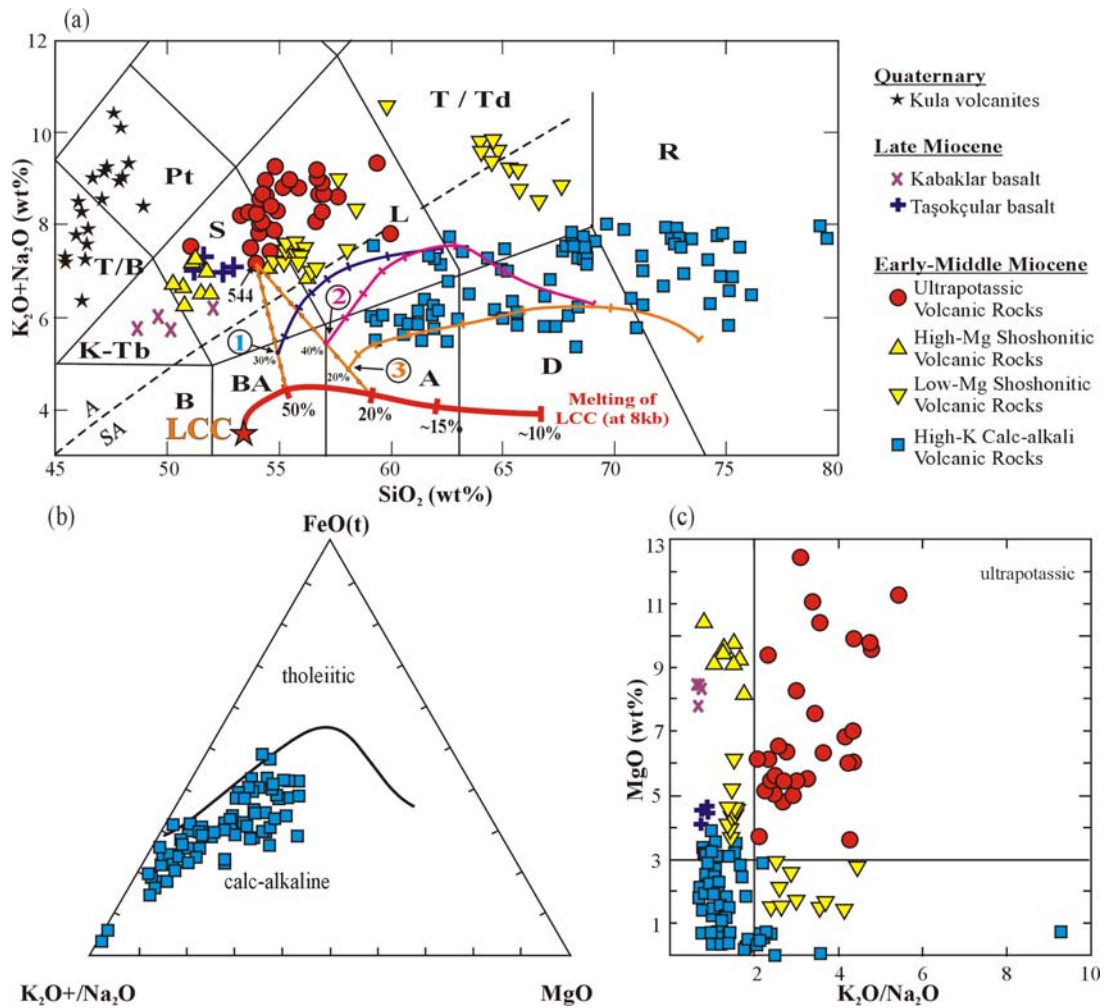 (a)
K₂O+Na₂O (wt%)
12
10
8
6
4
T / Td
R
Pt
S
L
T/B
544
K-Tb
1
2
3
30%
40%
20%
B
BA
A
D
A
SA
LCC
50%
20%
~15%
~10%
Melting of
LCC (at 8kb)
45
50
55
60
65
70
75
80
SiO₂ (wt%)
Quaternary
Kula volcanites
Late Miocene
Kabaklar basalt
Taşokçular basalt
Early-Middle Miocene
Ultrapotassic
Volcanic Rocks
High-Mg Shoshonitic
Volcanic Rocks
Low-Mg Shoshonitic
Volcanic Rocks
High-K Calc-alkali
Volcanic Rocks
(b)
FeO(t)
tholeiitic
calc-alkaline
K₂O+/Na₂O
MgO
(c)
MgO (wt%)
13
11
9
7
5
3
1
ultrapotassic
2
4
6
8
10
K₂O/Na₂O